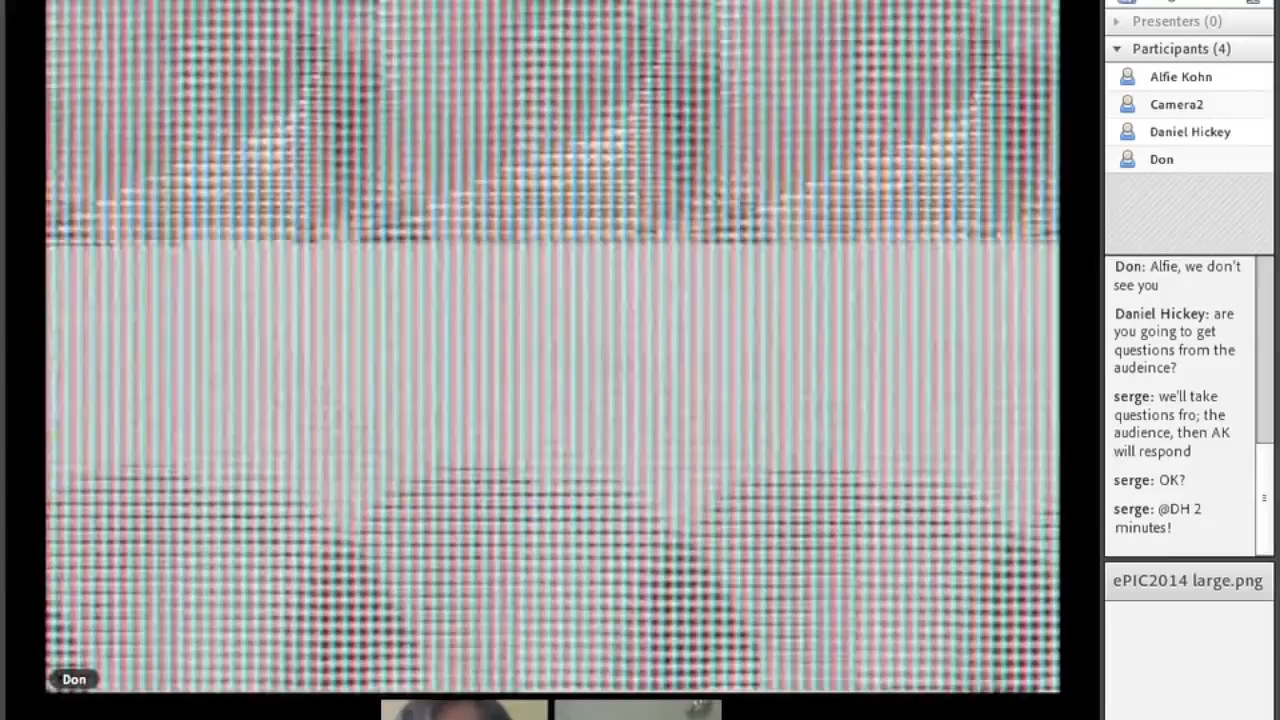 Presenters (0)
Participants (4)
Alfie Kohn
Camera2
Daniel Hickey
Don
Don: Alfie, we don't
see you
Daniel Hickey: are
you going to get
questions from the
audeince?
serge: we'll take
questions fro; the
audience, then AK
will respond
serge: OK?
serge: @DH 2
minutes!
ePIC2014 large.png
Don